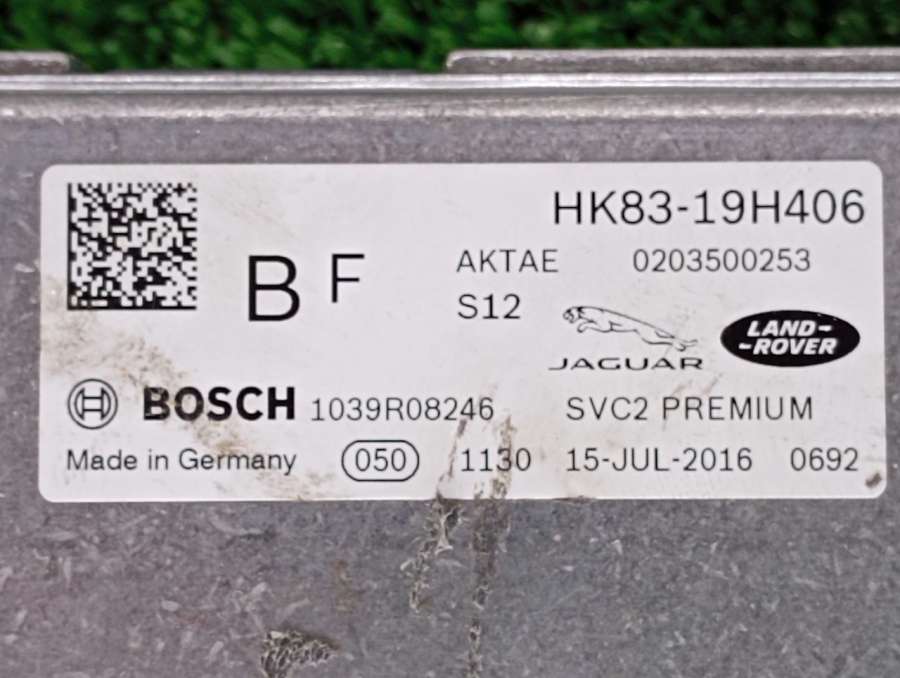 HK83-19H406
B F
AKTAE 0203500253
S12
JAGUAR
LAND-
-ROVER
BOSCH 1039R08246 SVC2 PREMIUM
Made in Germany 050 1130 15-JUL-2016 0692